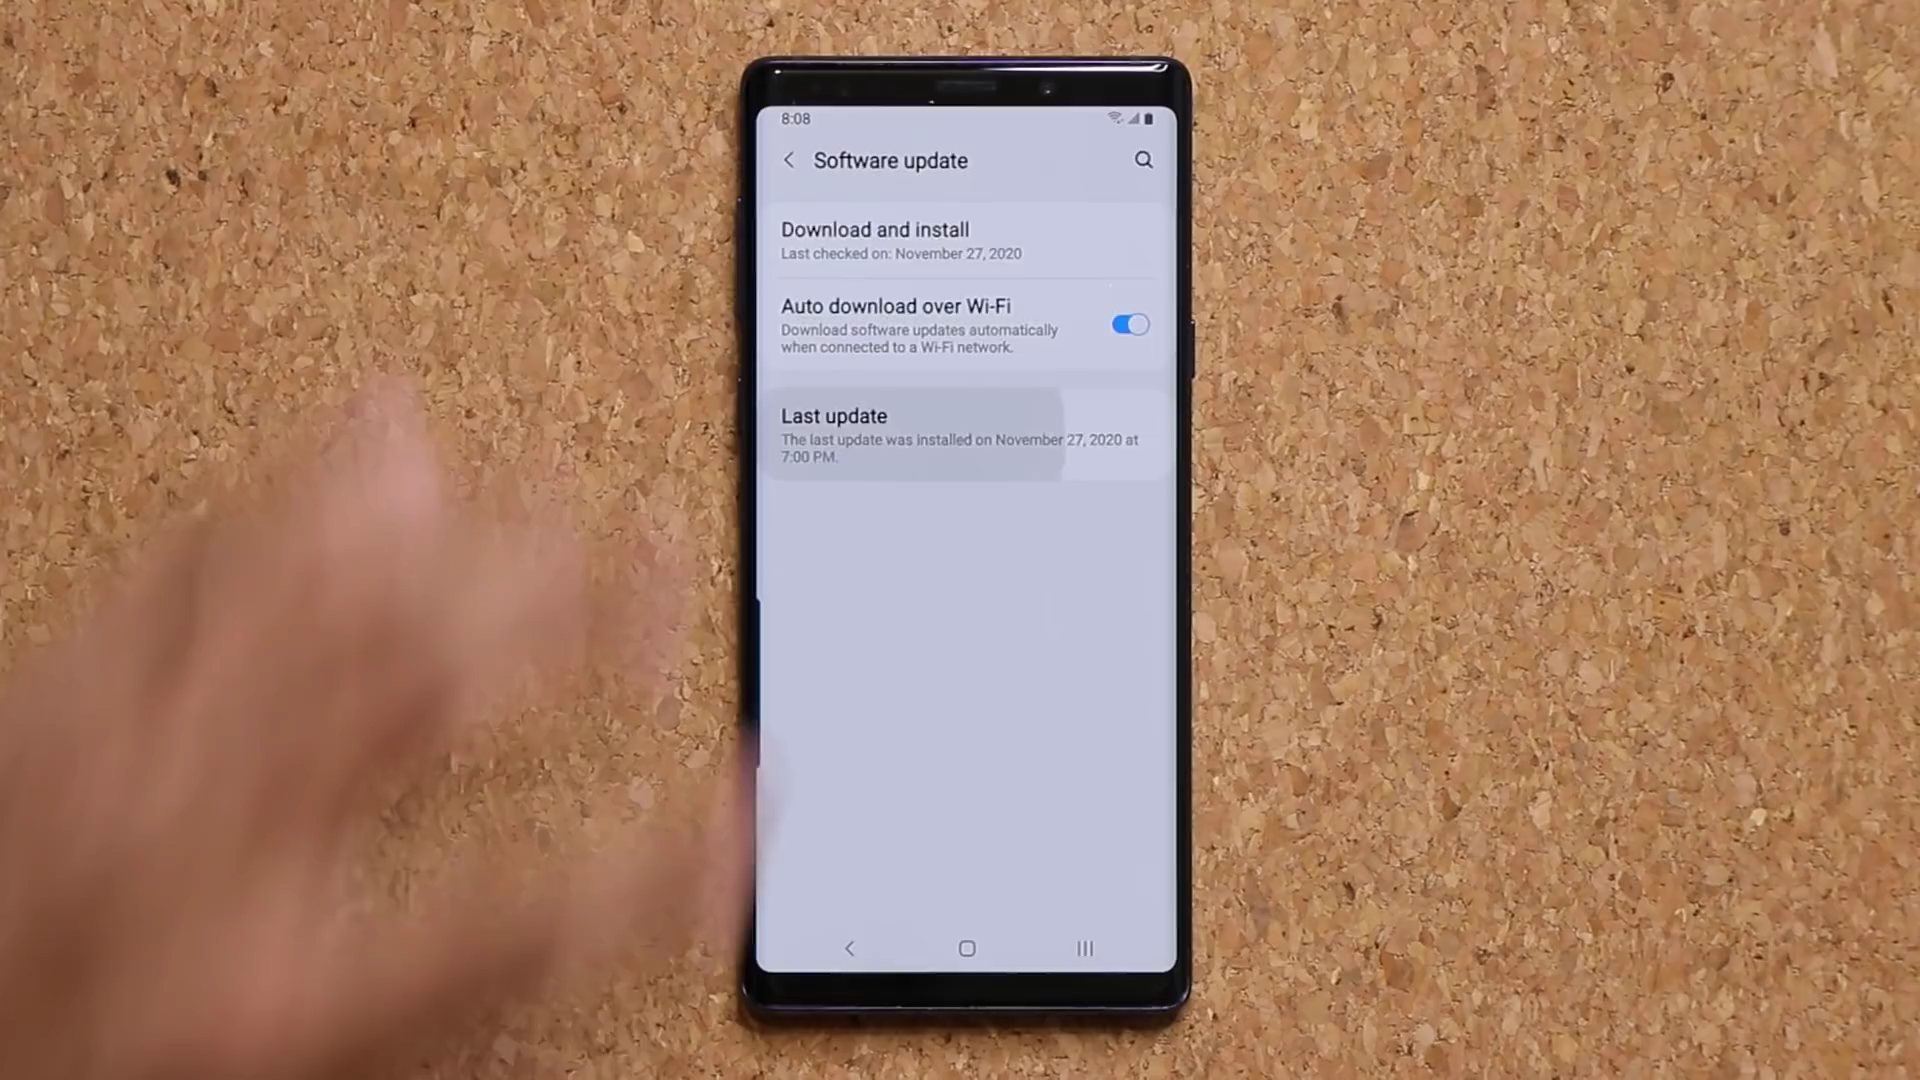 8:08
Software update
Download and install
Last checked on: November 27, 2020
Auto download over Wi-Fi
Download software updates automatically
when connected to a Wi-Fi network.
Last update
The last update was installed on November 27, 2020 at
7:00 PM.